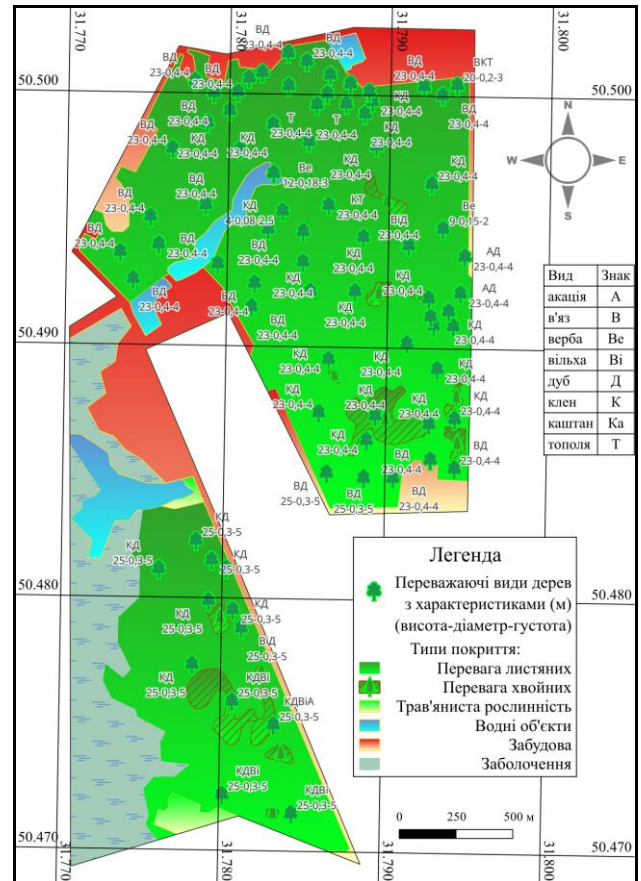 31.770
31.780
31.790
31.800
50.500
50.500
50.490
50.480
50.480
50.470
50.470
31.770
31.780
31.790
31.800
N
W
E
S
ВД
23-0,4-4
ВД
23-0,4-4
ВД
23-0,4-4
ВД
23-0,4-4
ВКТ
20-0,2-3
ВД
23-0,4-4
ВД
23-0,4-4
Т
23-0,4-4
Т
23-0,4-4
КД
23-0,4-4
ВД
23-0,4-4
КД
23-0,4-4
КД
23-0,4-4
КД
23-0,4-4
КД
23-0,4-4
КД
23-0,4-4
Ве
12-0,18-3
ВД
23-0,4-4
ВД
23-0,4-4
КД
4-0,08-2,5
КТ
23-0,4-4
ВД
23-0,4-4
Ве
9-0,15-2
ВД
23-0,4-4
ВД
23-0,4-4
ВД
23-0,4-4
КД
23-0,4-4
АД
23-0,4-4
ВД
23-0,4-4
ВД
23-0,4-4
КД
23-0,4-4
КД
23-0,4-4
КД
23-0,4-4
АД
23-0,4-4
ВД
23-0,4-4
КД
23-0,4-4
КД
23-0,4-4
КД
23-0,4-4
КД
23-0,4-4
КД
23-0,4-4
КД
23-0,4-4
КД
23-0,4-4
КД
23-0,4-4
КД
23-0,4-4
ВД
23-0,4-4
ВД
23-0,4-4
ВД
25-0,3-5
ВД
25-0,3-5
ВД
23-0,4-4
КД
25-0,3-5
КД
25-0,3-5
КД
25-0,3-5
КД
25-0,3-5
КД
25-0,3-5
ВіД
25-0,3-5
КД
25-0,3-5
КДВі
25-0,3-5
КДВіА
25-0,3-5
КДВі
25-0,3-5
КДВі
25-0,3-5
Вид Знак
акація А
в'яз В
верба Ве
вільха Ві
дуб Д
клен К
каштан Ка
тополя Т
Легенда
Переважаючі види дерев
з характеристиками (м)
(висота-діаметр-густота)
Типи покриття:
Перевага листяних
Перевага хвойних
Трав'яниста рослинність
Водні об'єкти
Забудова
Заболочення
0 250 500 м